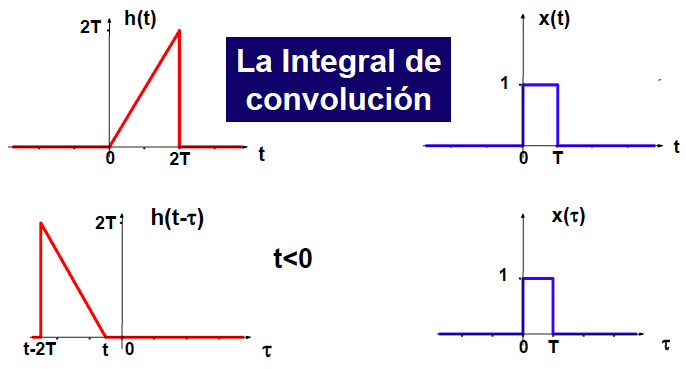 h(t)
2T
0
2T
t
La Integral de
convolución
x(t)
1
0
T
t
h(t-τ)
2T
t-2T
t
0
τ
t<0
x(τ)
1
0
T
τ